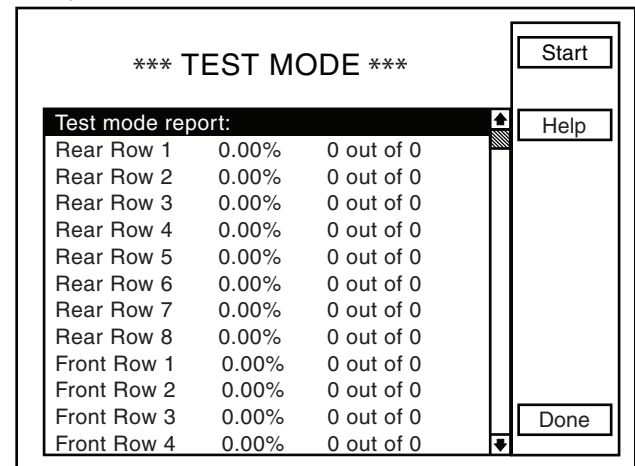 *** TEST MODE ***
Start
Help
Test mode report:
Rear Row 1 0.00% 0 out of 0
Rear Row 2 0.00% 0 out of 0
Rear Row 3 0.00% 0 out of 0
Rear Row 4 0.00% 0 out of 0
Rear Row 5 0.00% 0 out of 0
Rear Row 6 0.00% 0 out of 0
Rear Row 7 0.00% 0 out of 0
Rear Row 8 0.00% 0 out of 0
Front Row 1 0.00% 0 out of 0
Front Row 2 0.00% 0 out of 0
Front Row 3 0.00% 0 out of 0
Front Row 4 0.00% 0 out of 0
Done